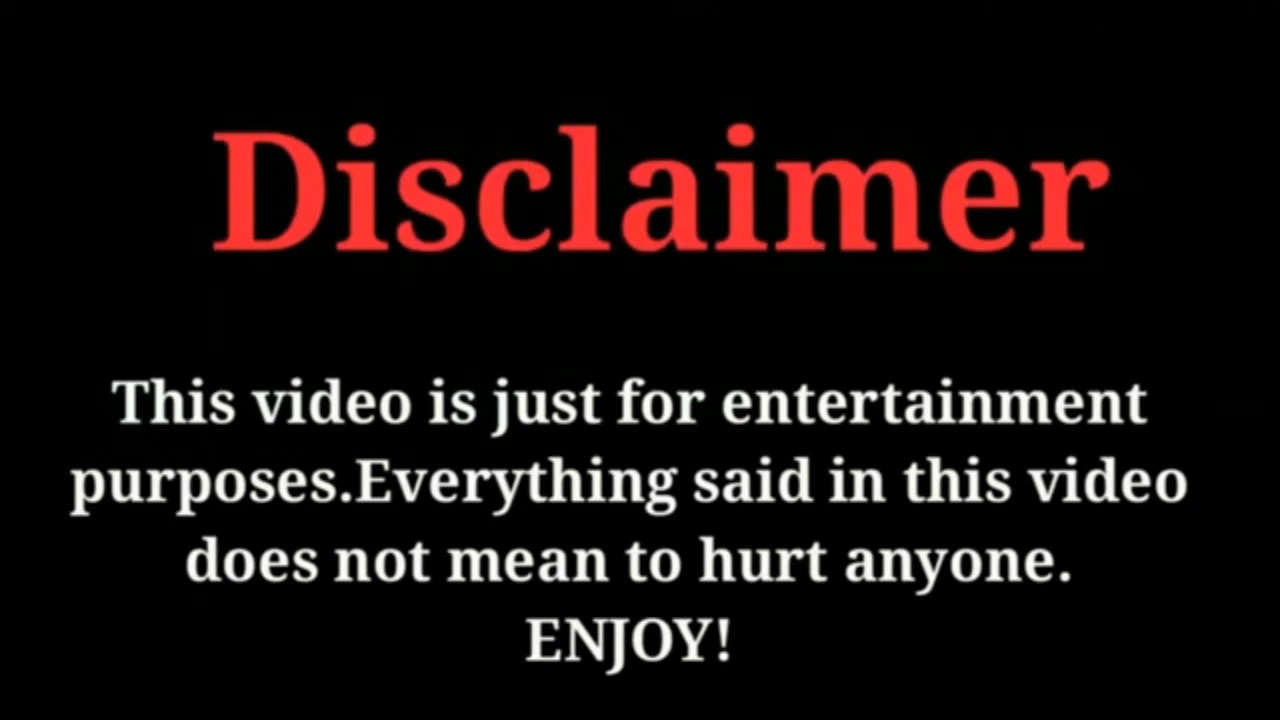 Disclaimer
This video is just for entertainment
purposes.Everything said in this video
does not mean to hurt anyone.
ENJOY!